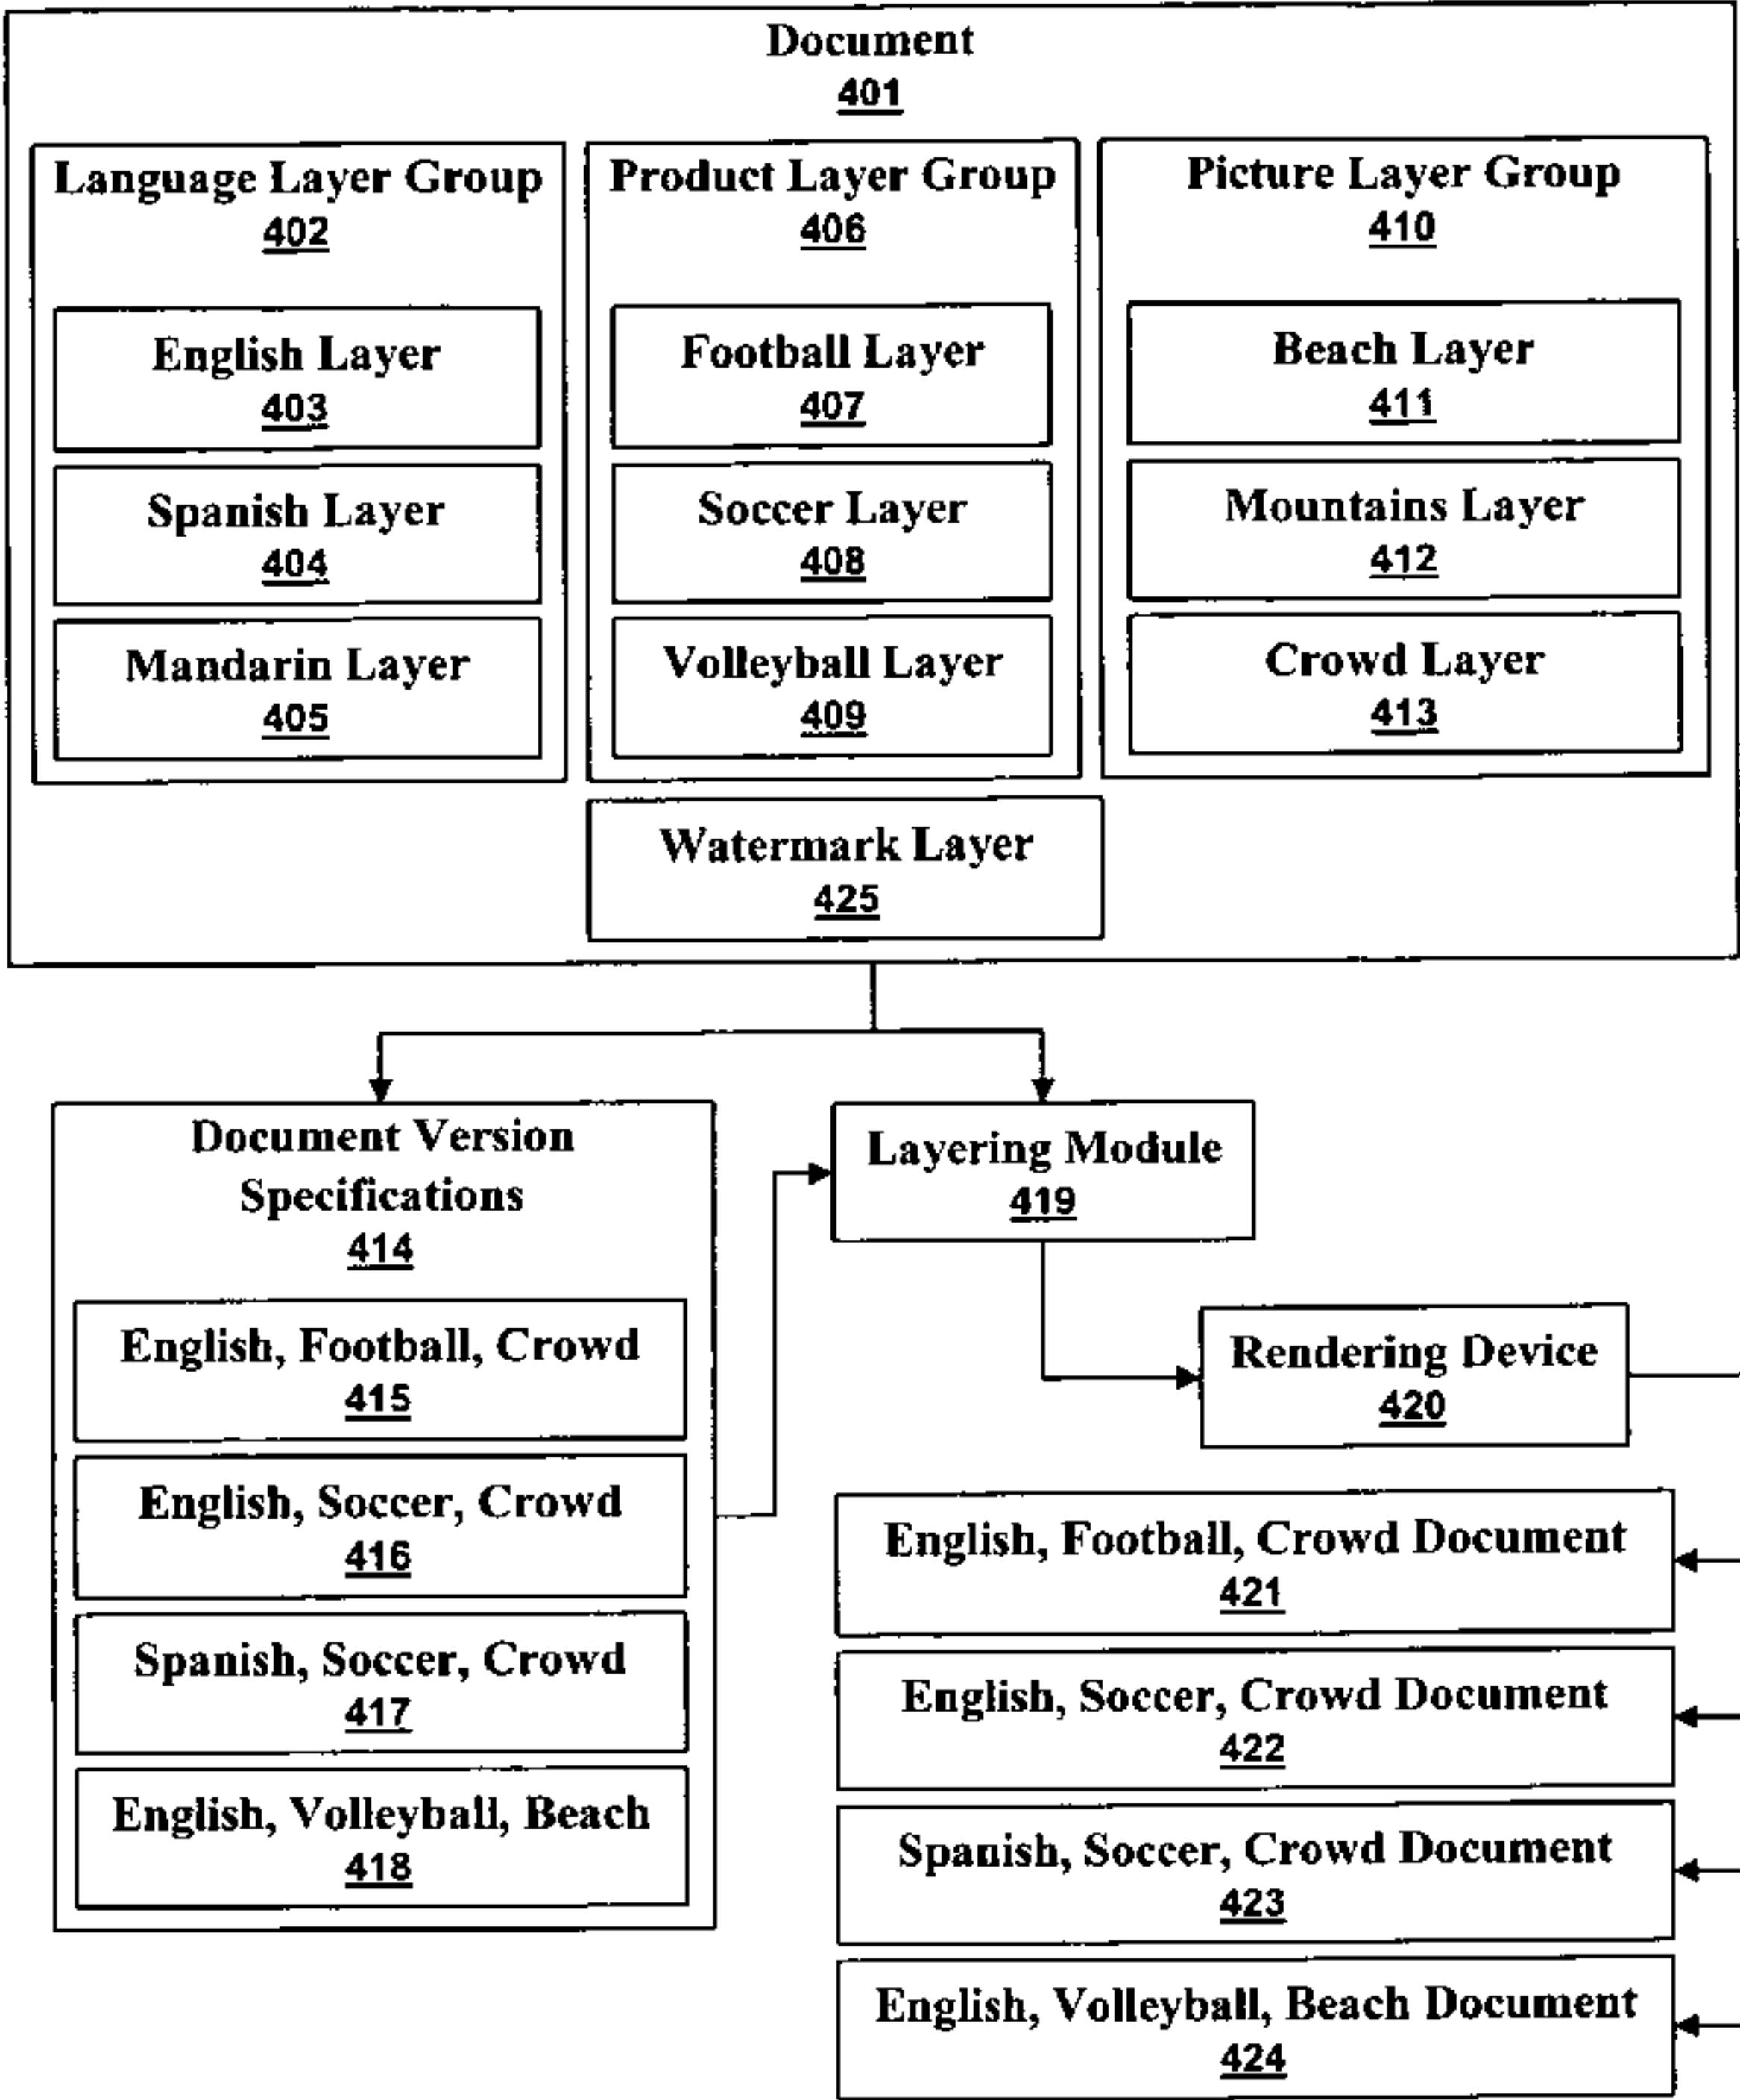 Document
401
Language Layer Group
402
English Layer
403
Spanish Layer
404
Mandarin Layer
405
Product Layer Group
406
Football Layer
407
Soccer Layer
408
Volleyball Layer
409
Picture Layer Group
410
Beach Layer
411
Mountains Layer
412
Crowd Layer
413
Watermark Layer
425
Document Version
Specifications
414
English, Football, Crowd
415
English, Soccer, Crowd
416
Spanish, Soccer, Crowd
417
English, Volleyball, Beach
418
Layering Module
419
Rendering Device
420
English, Football, Crowd Document
421
English, Soccer, Crowd Document
422
Spanish, Soccer, Crowd Document
423
English, Volleyball, Beach Document
424